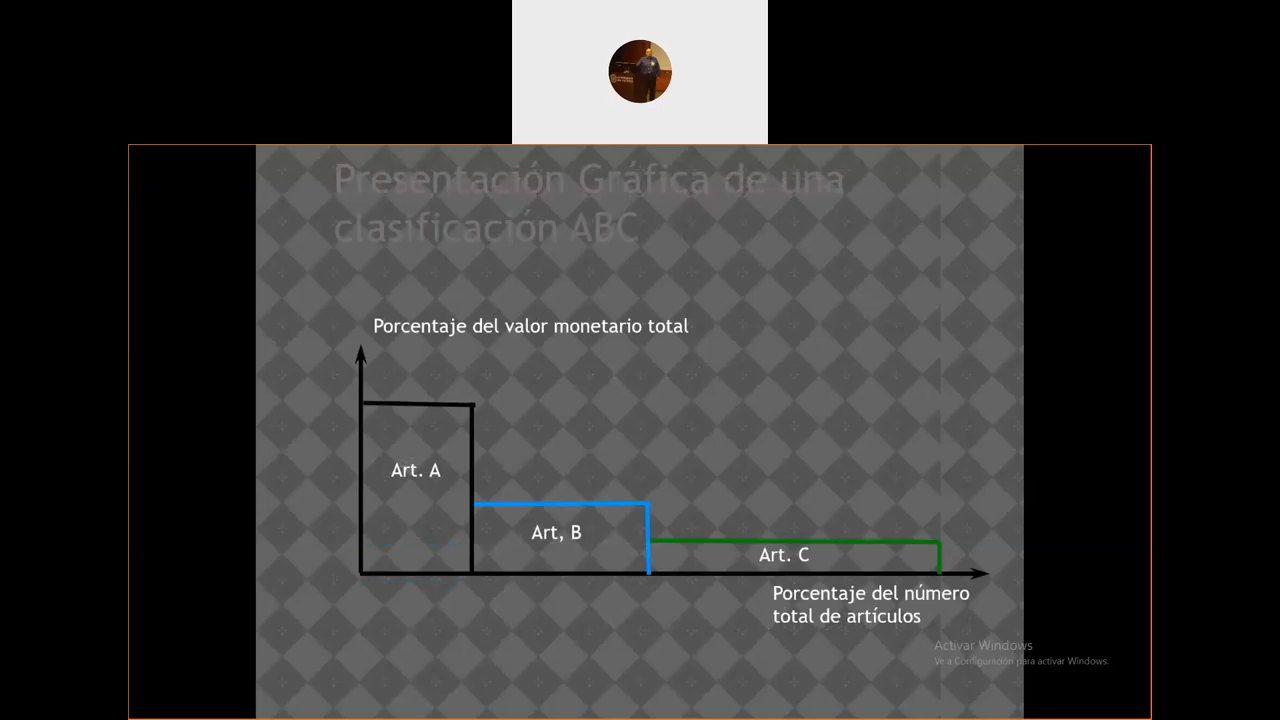 Presentación Gráfica de una
clasificación ABC
Porcentaje del valor monetario total
Art. A
Art, B
Art. C
Porcentaje del número
total de artículos
Activar Windows
Ve a Configuración para activar Windows.